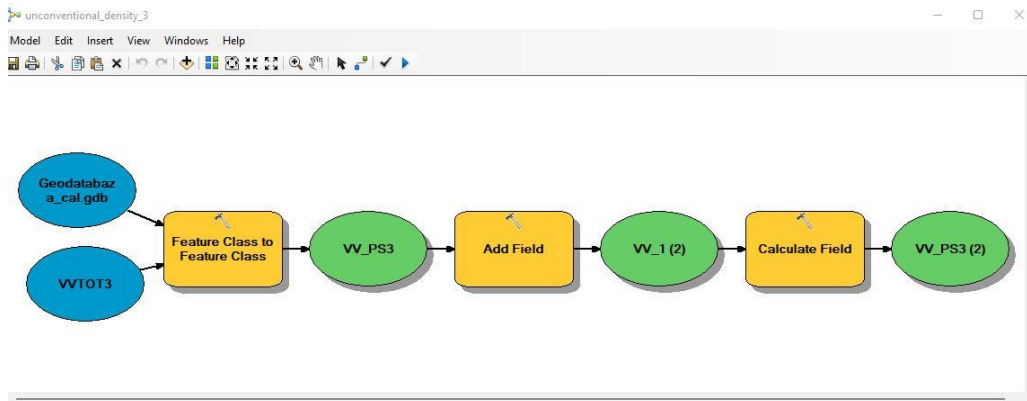 unconventional_density_3
Model Edit Insert View Windows Help
Geodatabaz
a_cal.gdb
VVTOT3
Feature Class to
Feature Class
VV_PS3
Add Field
VV_1 (2)
Calculate Field
VV_PS3 (2)